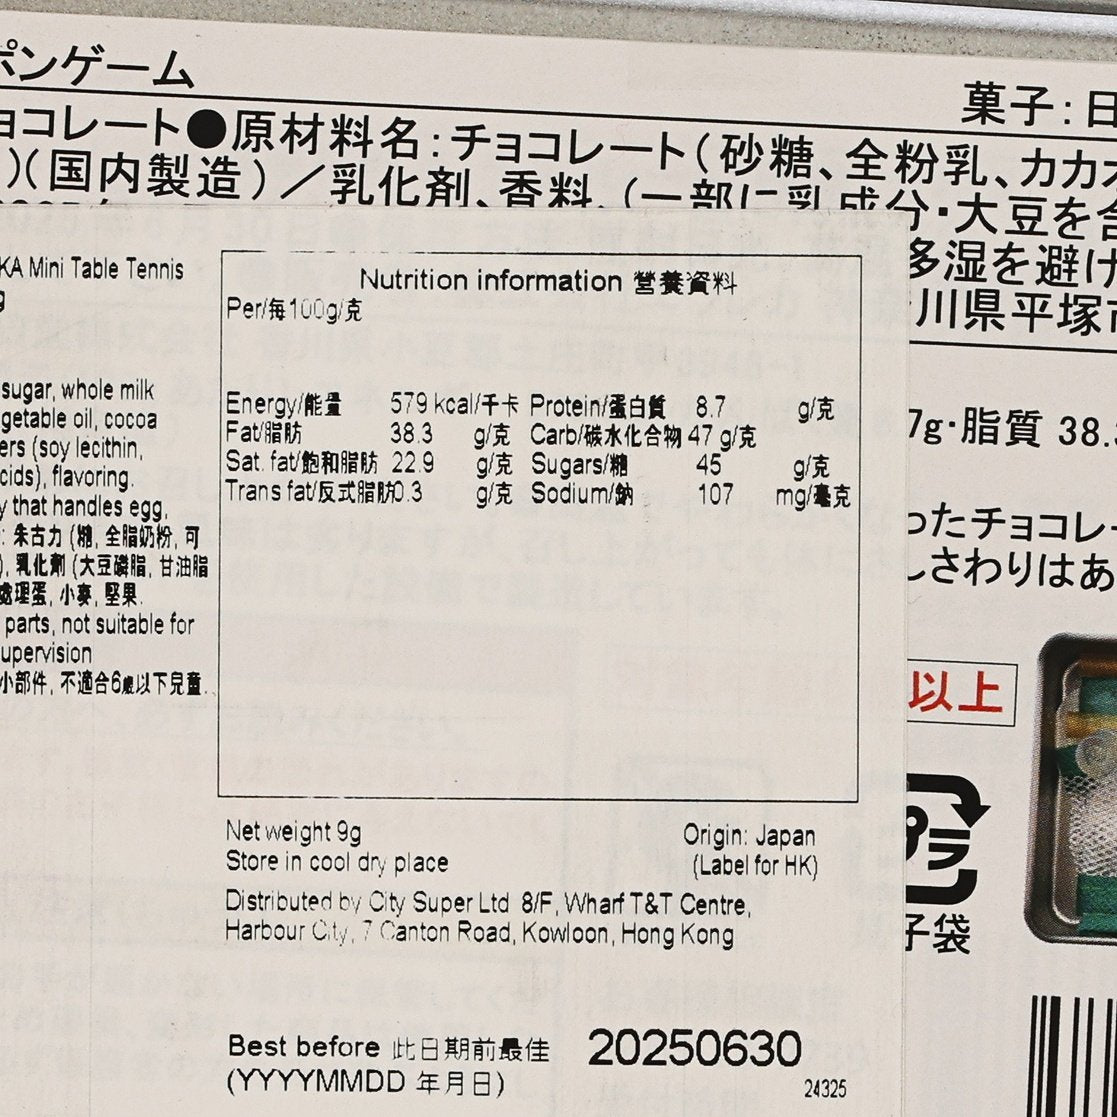 ポンゲーム
菓子：日
ョコレート●原材料名：チョコレート（砂糖、全粉乳、カカオ
）（国内製造）／乳化剤、香料、（一部に乳成分・大豆を含
多湿を避け
川県平塚市
KA Mini Table Tennis
g
sugar, whole milk
getable oil, cocoa
ers (soy lecithin,
cids), flavoring.
y that handles egg,
: 朱古力 (糖, 全脂奶粉, 可
), 乳化劑 (大豆磷脂, 甘油脂
處理蛋, 小麥, 堅果.
parts, not suitable for
upervision
小部件, 不適合6歲以下兒童.
Nutrition information 營養資料
Per/每100g/克
Energy/能量 579 kcal/千卡 Protein/蛋白質 8.7 g/克
Fat/脂肪 38.3 g/克 Carb/碳水化合物 47 g/克
Sat. fat/飽和脂肪 22.9 g/克 Sugars/糖 45 g/克
Trans fat/反式脂肪0.3 g/克 Sodium/鈉 107 mg/毫克
7g・脂質 38.3
ったチョコレー
しさわりはあ
以上
プラ
子袋
Net weight 9g Origin: Japan
Store in cool dry place (Label for HK)
Distributed by City Super Ltd 8/F, Wharf T&T Centre,
Harbour City, 7 Canton Road, Kowloon, Hong Kong
Best before 此日期前最佳 20250630
(YYYYMMDD 年月日) 24325